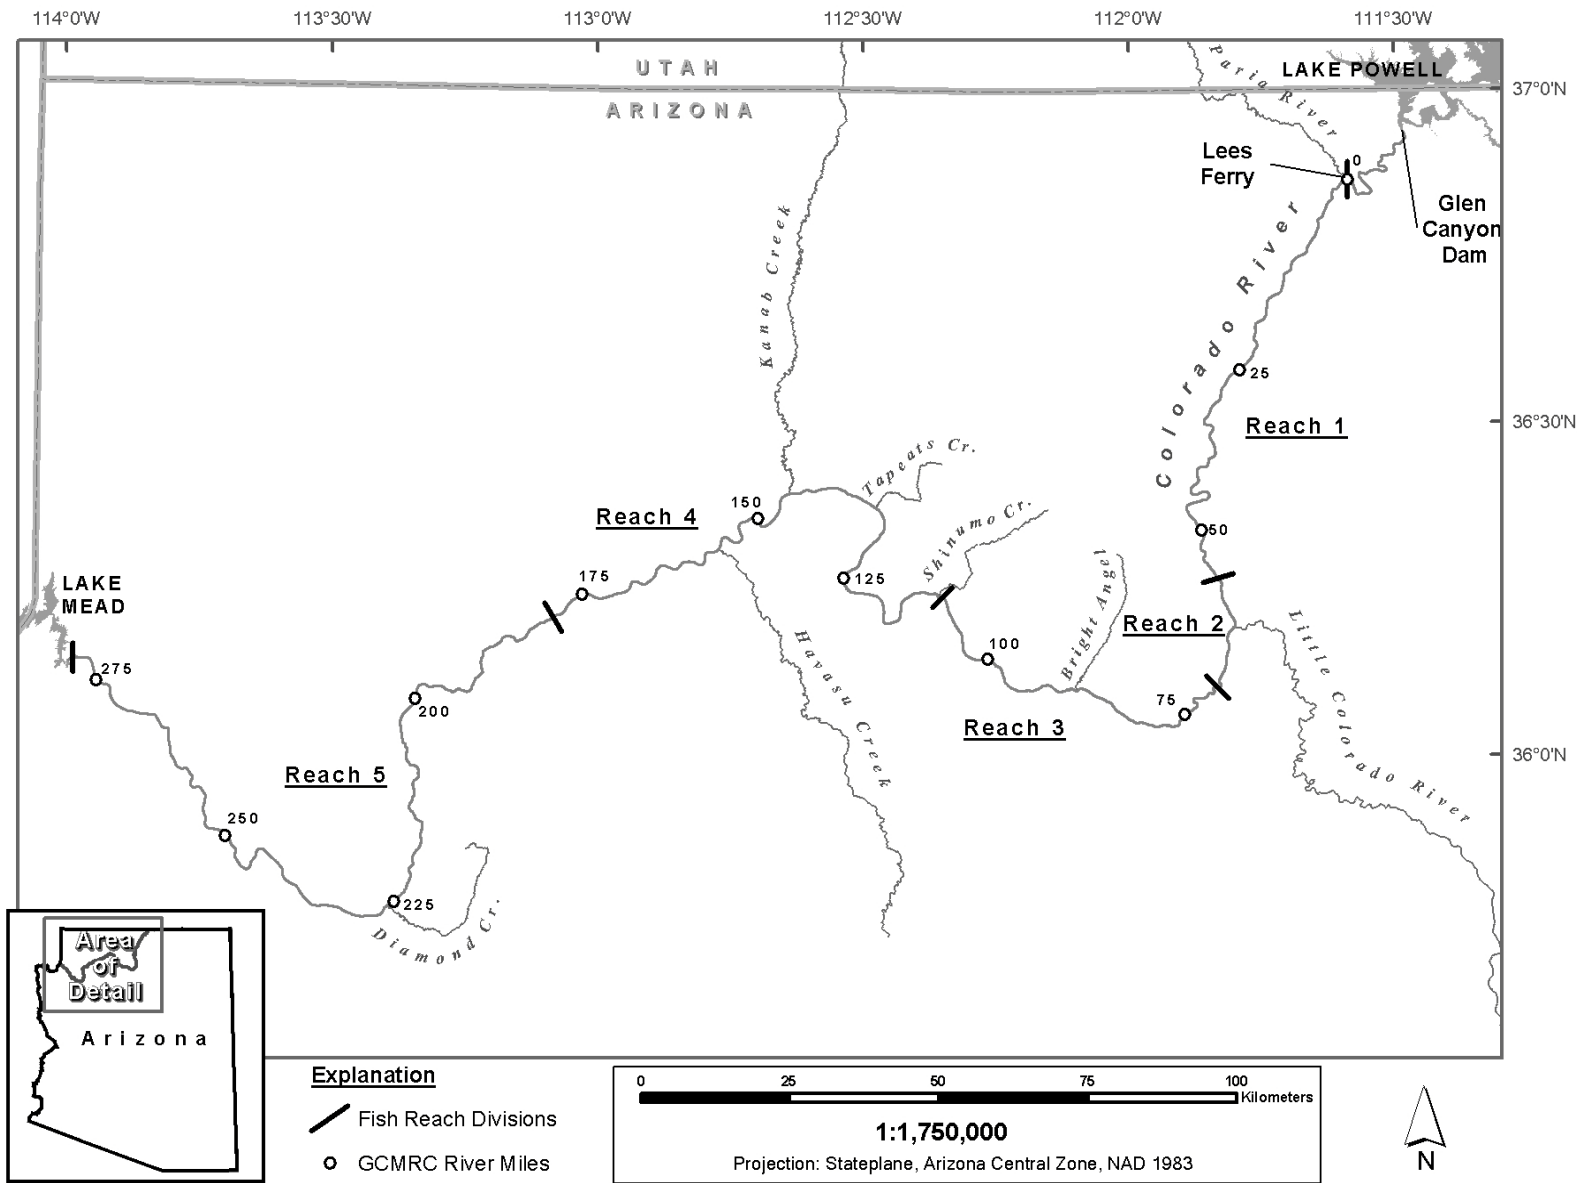 114°0'W
113°30'W
113°0'W
112°30'W
112°0'W
111°30'W
UTAH
ARIZONA
Paria River
LAKE POWELL
37°0'N
Lees
Ferry
0
Glen
Canyon
Dam
Kanab Creek
Colorado River
25
Reach 1
36°30'N
Tapeats Cr.
150
Reach 4
Shinumo Cr.
50
LAKE
MEAD
175
125
Bright Angel
Reach 2
Little Colorado River
100
275
200
Havasu Creek
75
Reach 3
36°0'N
Reach 5
250
225
Diamond Cr.
Area
of
Detail
Arizona
Explanation
Fish Reach Divisions
GCMRC River Miles
0
25
50
75
100
Kilometers
1:1,750,000
Projection: Stateplane, Arizona Central Zone, NAD 1983
N